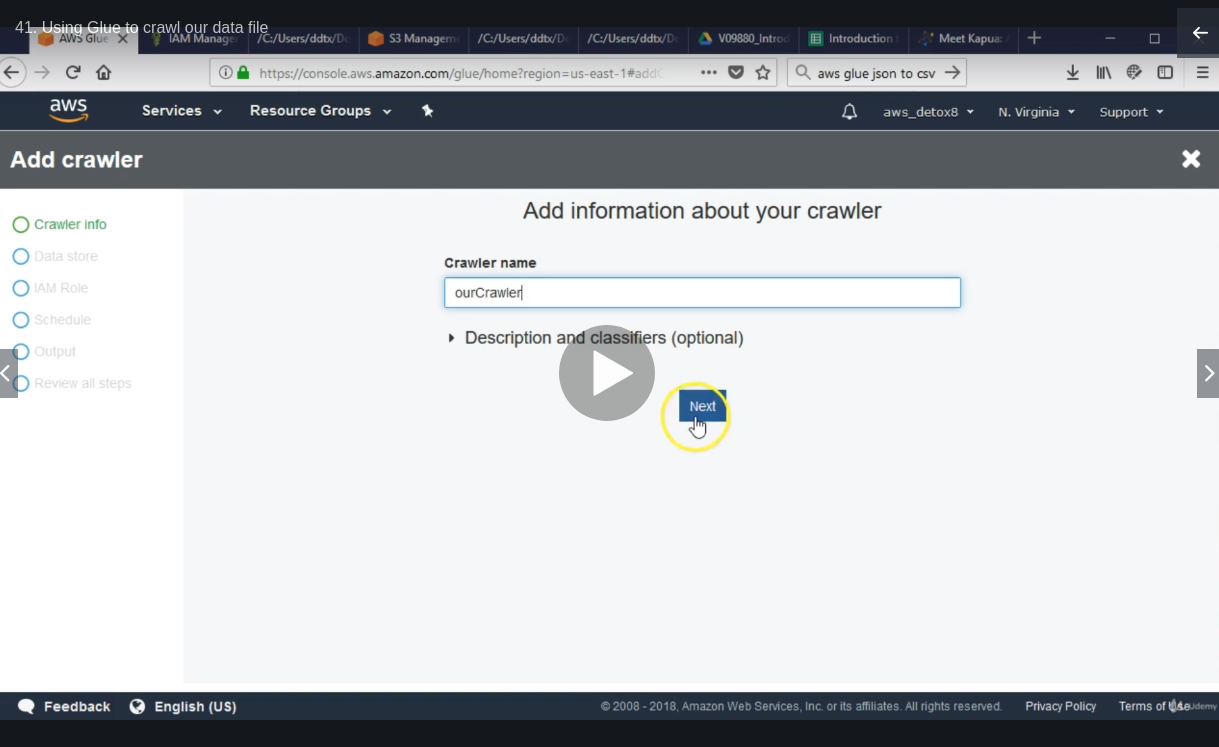 41. Using Glue to crawl our data file
AWS Glue
IAM Manage
/C:/Users/ddtx/D
S3 Managem
/C:/Users/ddtx/D
/C:/Users/ddtx/D
V09880_Introd
Introduction
Meet Kapua:
https://console.aws.amazon.com/glue/home?region=us-east-1#add
aws glue json to csv
aws
Services
Resource Groups
aws_detox8
N. Virginia
Support
Add crawler
Crawler info
Data store
IAM Role
Schedule
Output
Review all steps
Add information about your crawler
Crawler name
ourCrawler
Description and classifiers (optional)
Next
Feedback
English (US)
© 2008 - 2018, Amazon Web Services, Inc. or its affiliates. All rights reserved.
Privacy Policy
Terms of Use
Udemy